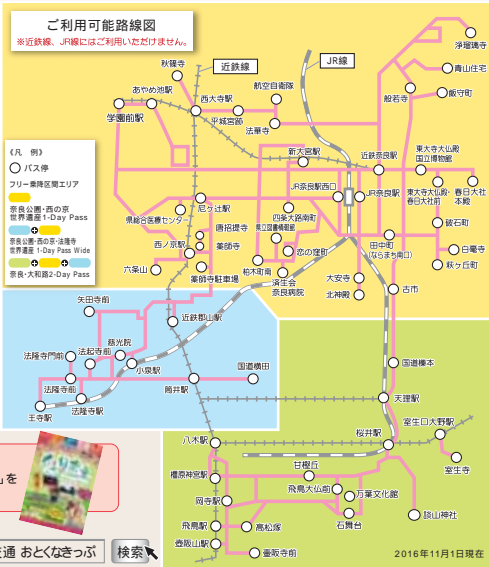 ご利用可能路線図
※近鉄線、JR線にはご利用いただけません。
近鉄線
JR線
浄瑠璃寺
青山住宅
飯守町
般若寺
秋篠寺
あやめ池駅
学園前駅
西大寺駅
平城宮跡
航空自衛隊
法華寺
新大宮駅
近鉄奈良駅
東大寺大仏殿
国立博物館
《凡　例》
バス停
フリー乗降区間エリア
奈良公園・西の京
世界遺産1-Day Pass
奈良公園・西の京・法隆寺
世界遺産 1-Day Pass Wide
奈良・大和路2-Day Pass
JR奈良駅西口
JR奈良駅
東大寺大仏殿・
春日大社前
春日大社
本殿
県総合医療センター
尼ヶ辻駅
四条大路南町
唐招提寺
県立図書情報館
破石町
西ノ京駅
薬師寺
恋の窪町
田中町
(ならまち南口)
白毫寺
六条山
薬師寺駐車場
柏木町南
済生会
奈良病院
大安寺
北神殿
萩ヶ丘町
古市
矢田寺前
近鉄郡山駅
慈光院
法起寺前
法隆寺門前
小泉駅
国道横田
国道櫟本
法隆寺前
筒井駅
王寺駅
法隆寺駅
天理駅
室生口大野駅
桜井駅
八木駅
室生寺
甘樫丘
橿原神宮駅
飛鳥大仏前
万葉文化館
岡寺駅
石舞台
談山神社
飛鳥駅
高松塚
壺阪山駅
壷阪寺前
」を
交通 おとくなきっぷ
検索
2016年11月1日現在